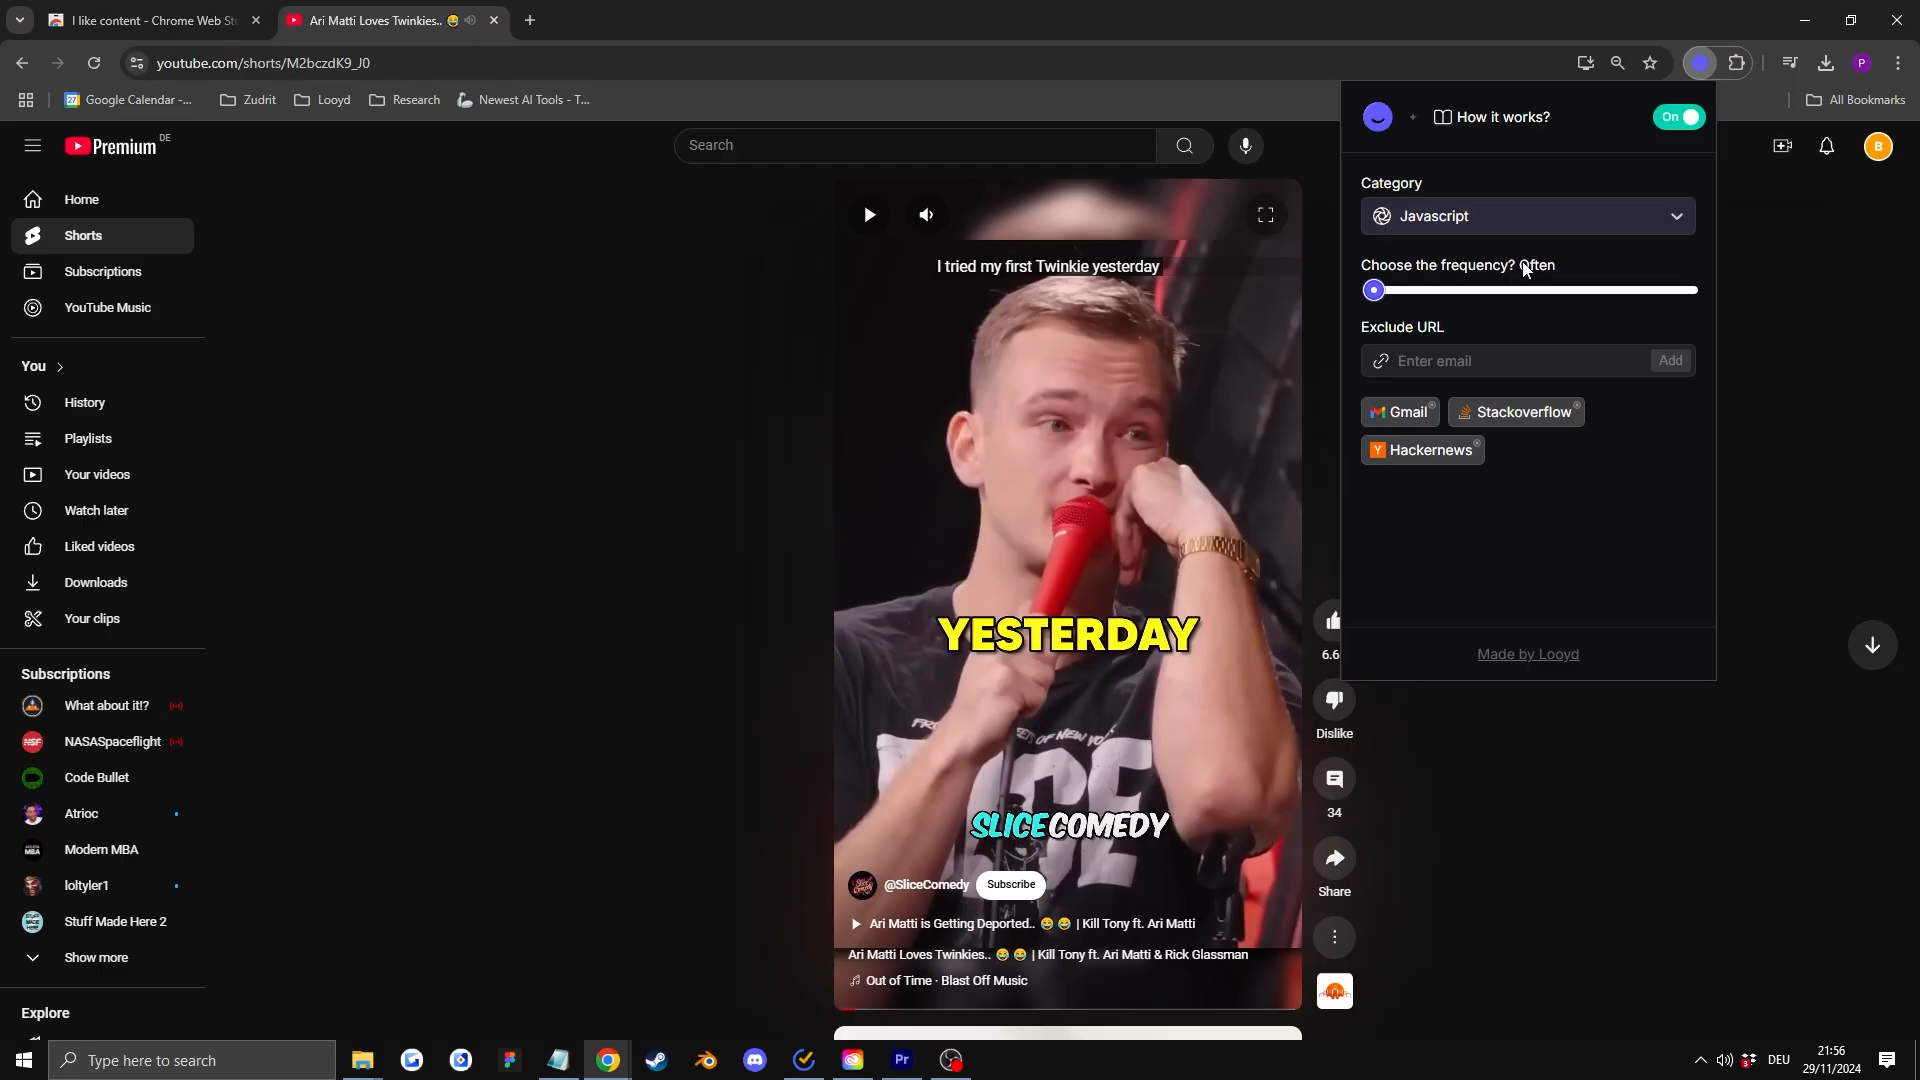 I like content - Chrome Web St
Ari Matti Loves Twinkies.. 😂
youtube.com/shorts/M2bczdK9_J0
P
27
Google Calendar -...
Zudrit
Looyd
Research
Newest AI Tools - T...
All Bookmarks
Premium DE
Search
B
How it works?
On
Category
Javascript
Choose the frequency? Often
Exclude URL
Enter email
Add
Gmail
Stackoverflow
Y Hackernews
Made by Looyd
Home
Shorts
Subscriptions
YouTube Music
You
History
Playlists
Your videos
Watch later
Liked videos
Downloads
Your clips
Subscriptions
What about it!?
NASASpaceflight
Code Bullet
Atrioc
Modern MBA
loltyler1
Stuff Made Here 2
Show more
Explore
I tried my first Twinkie yesterday
YESTERDAY
SLICECOMEDY
@SliceComedy
Subscribe
Ari Matti is Getting Deported.. 😂 😂 | Kill Tony ft. Ari Matti
Ari Matti Loves Twinkies.. 😂 😂 | Kill Tony ft. Ari Matti & Rick Glassman
Out of Time · Blast Off Music
Dislike
34
Share
Type here to search
Pr
DEU
21:56
29/11/2024